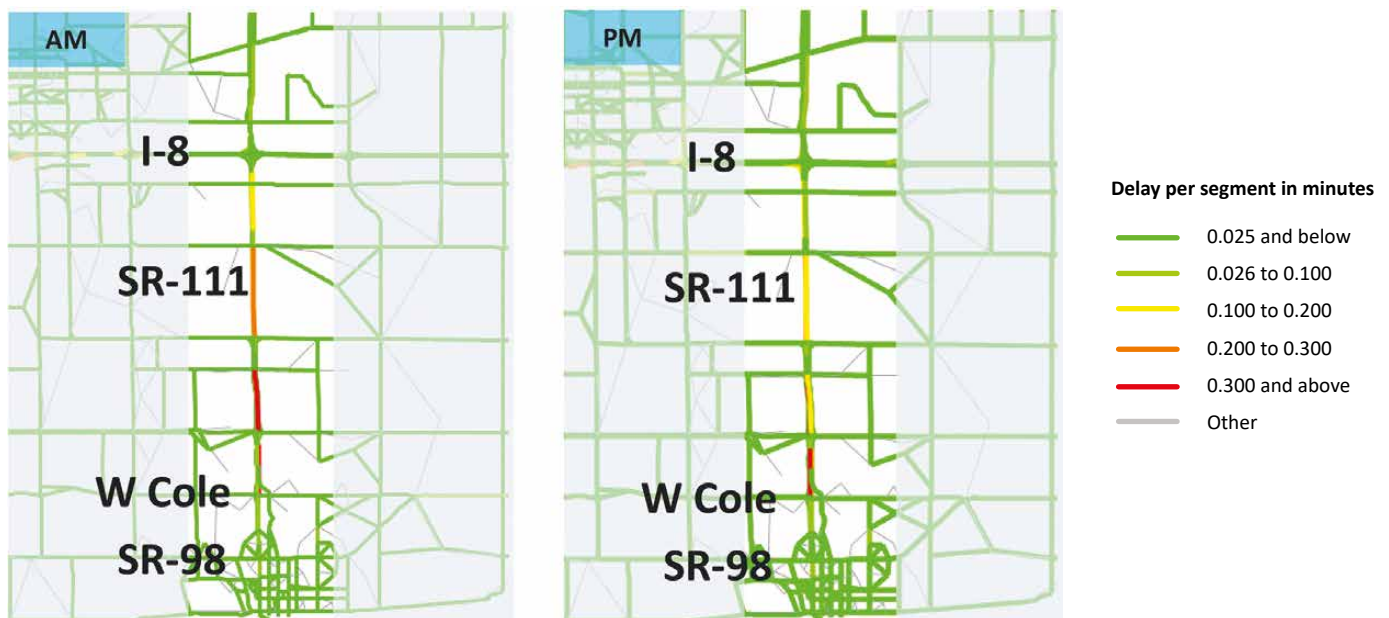 AM
I-8
SR-111
W Cole
SR-98
PM
I-8
SR-111
W Cole
SR-98
Delay per segment in minutes
0.025 and below
0.026 to 0.100
0.100 to 0.200
0.200 to 0.300
0.300 and above
Other